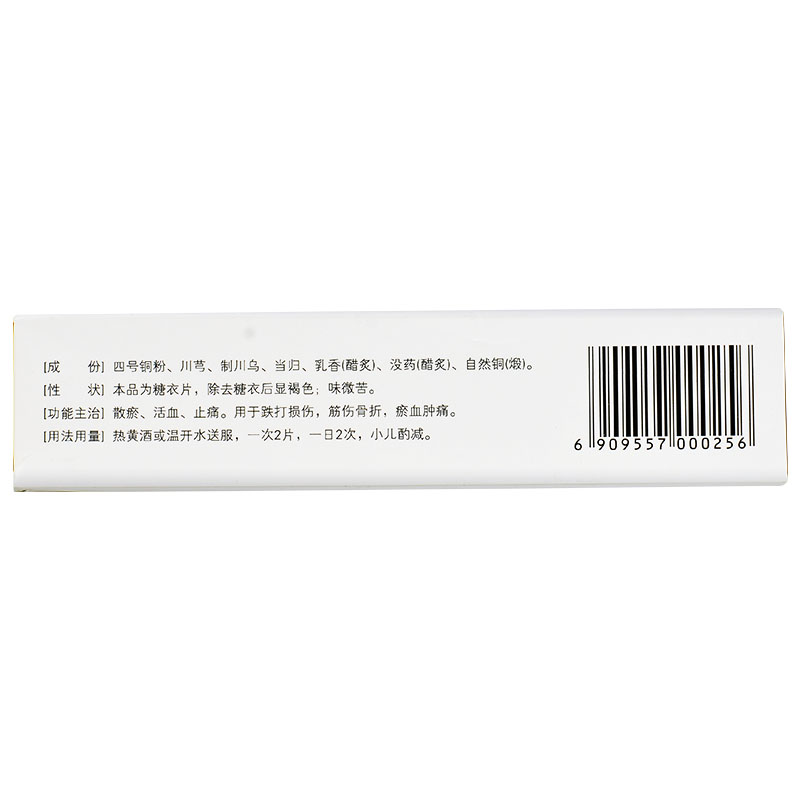 [成 份] 四号铜粉、川芎、制川乌、当归、乳香(醋炙)、没药(醋炙)、自然铜(煅)。
[性 状] 本品为糖衣片，除去糖衣后显褐色；味微苦。
[功能主治] 散瘀、活血、止痛。用于跌打损伤，筋伤骨折，瘀血肿痛。
[用法用量] 热黄酒或温开水送服，一次2片，一日2次，小儿酌减。
6 909557 000256